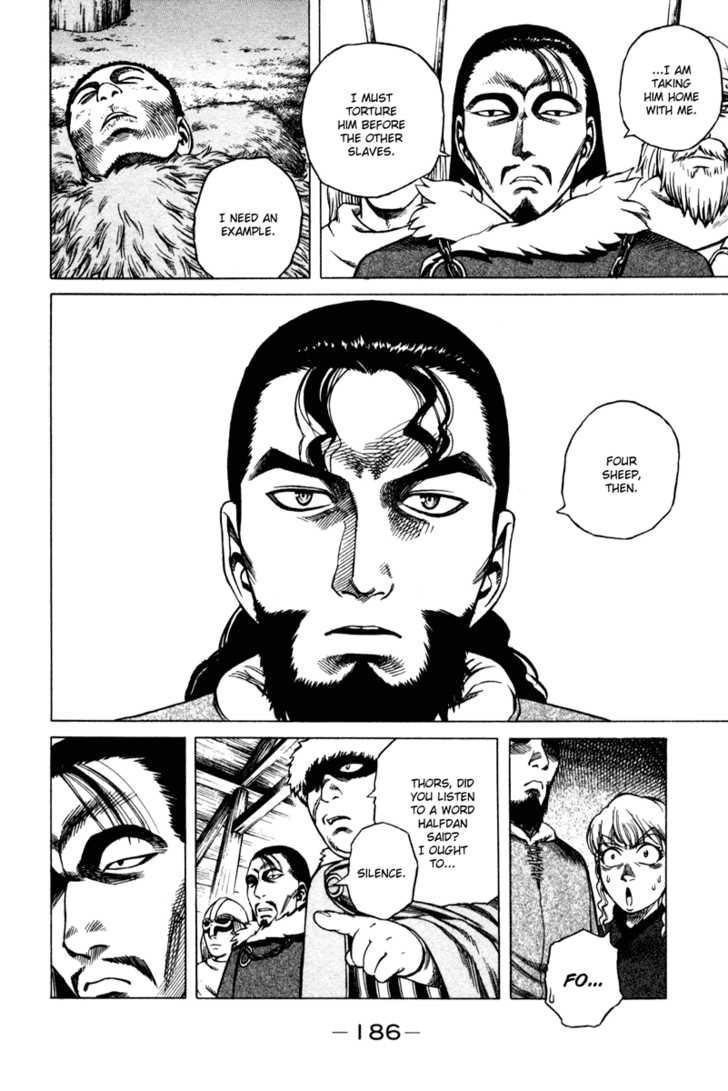 ...I AM
TAKING
HIM HOME
WITH ME.
I MUST
TORTURE
HIM BEFORE
THE OTHER
SLAVES.
I NEED AN
EXAMPLE.
FOUR
SHEEP,
THEN.
FO...
THORS, DID
YOU LISTEN
TO A WORD
HALFDAN
SAID?
I OUGHT
TO...
SILENCE.
—186—